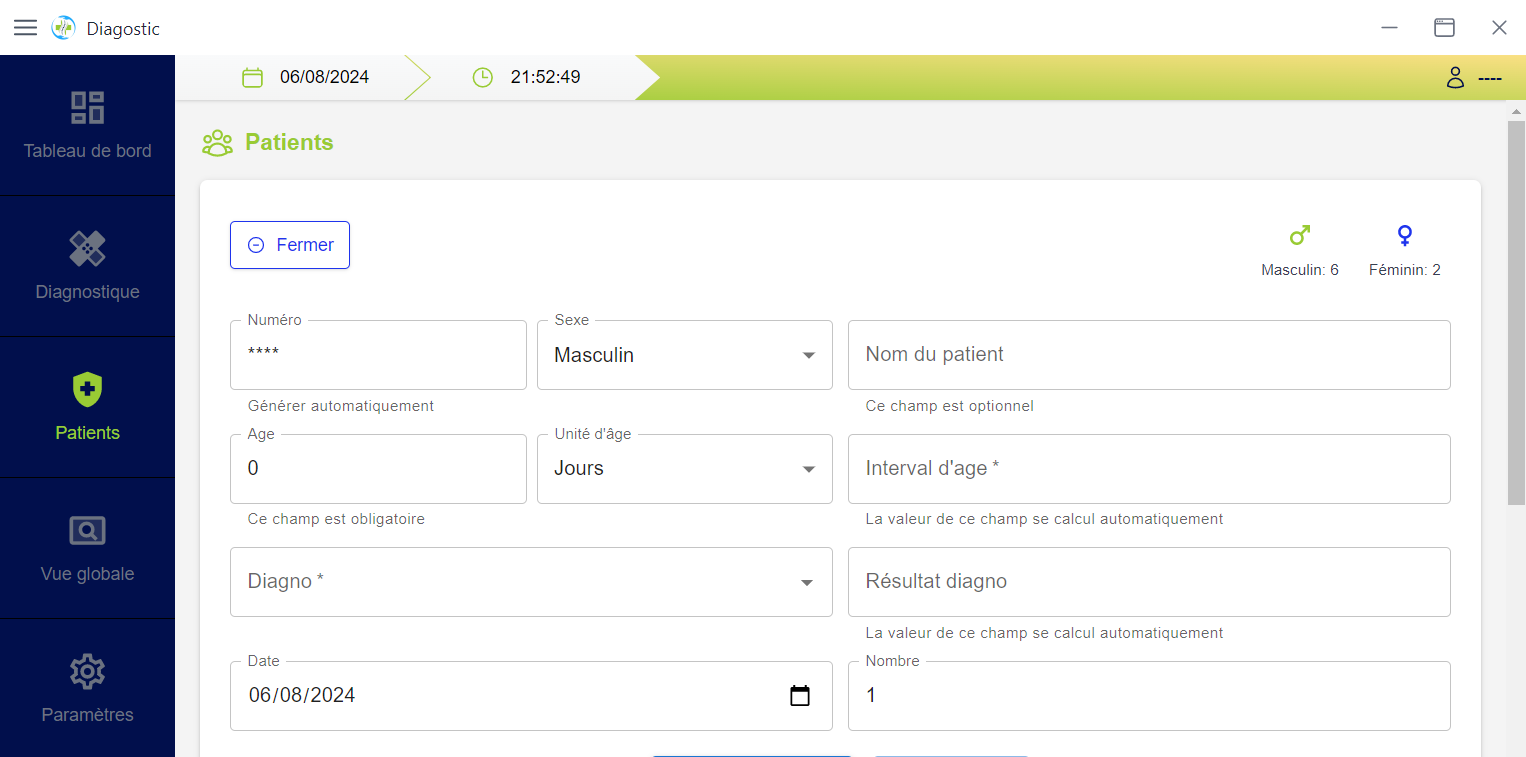 Diagostic
06/08/2024
21:52:49
----
Tableau de bord
Diagnostique
Patients
Vue globale
Paramètres
Patients
Fermer
Masculin: 6
Féminin: 2
Numéro
****
Générer automatiquement
Sexe
Masculin
Nom du patient
Ce champ est optionnel
Age
0
Ce champ est obligatoire
Unité d'âge
Jours
Interval d'age *
La valeur de ce champ se calcul automatiquement
Diagno *
Résultat diagno
La valeur de ce champ se calcul automatiquement
Date
06/08/2024
Nombre
1